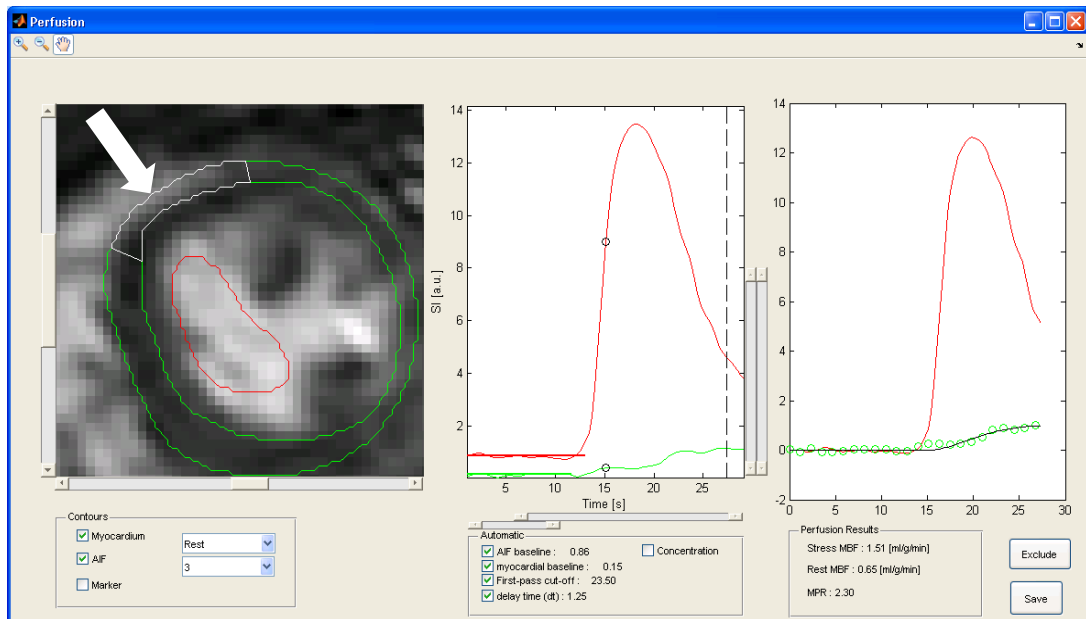 Perfusion
14
12
10
8
6
4
2
SI [a.u.]
5
10
15
20
25
Time [s]
14
12
10
8
6
4
2
0
-2
0
5
10
15
20
25
30
Contours
Myocardium
Rest
AIF
3
Marker
Automatic
AIF baseline : 0.86
Concentration
myocardial baseline : 0.15
First-pass cut-off : 23.50
delay time (dt) : 1.25
Perfusion Results
Stress MBF : 1.51 [ml/g/min]
Rest MBF : 0.65 [ml/g/min]
MPR : 2.30
Exclude
Save